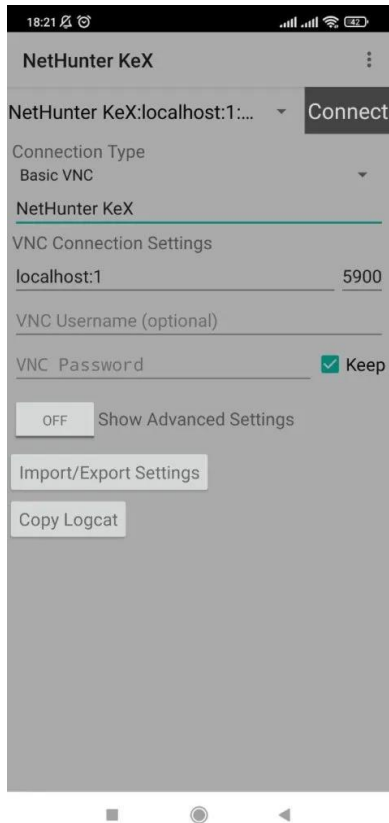 18:21 42
NetHunter KeX
NetHunter KeX:localhost:1:... Connect
Connection Type
Basic VNC
NetHunter KeX
VNC Connection Settings
localhost:1 5900
VNC Username (optional)
VNC Password Keep
OFF Show Advanced Settings
Import/Export Settings
Copy Logcat